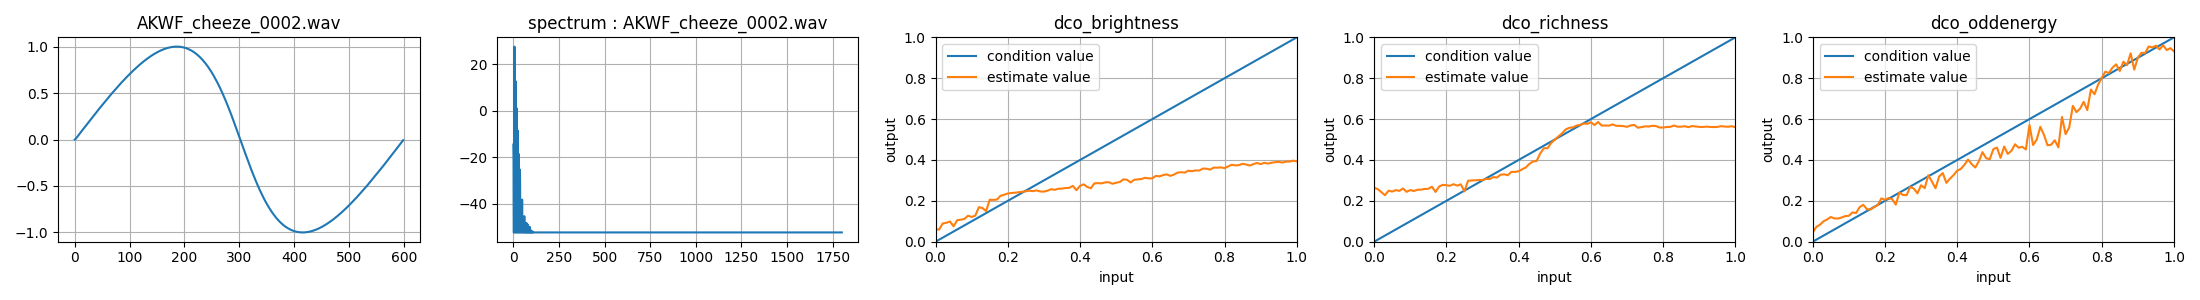 AKWF_cheeze_0002.wav
1.0
0.5
0.0
−0.5
−1.0
0 100 200 300 400 500 600
spectrum : AKWF_cheeze_0002.wav
20
0
−20
−40
0 250 500 750 1000 1250 1500 1750
dco_brightness
condition value
estimate value
output
1.0
0.8
0.6
0.4
0.2
0.0
0.0 0.2 0.4 0.6 0.8 1.0
input
dco_richness
condition value
estimate value
output
1.0
0.8
0.6
0.4
0.2
0.0
0.0 0.2 0.4 0.6 0.8 1.0
input
dco_oddenergy
condition value
estimate value
output
1.0
0.8
0.6
0.4
0.2
0.0
0.0 0.2 0.4 0.6 0.8 1.0
input